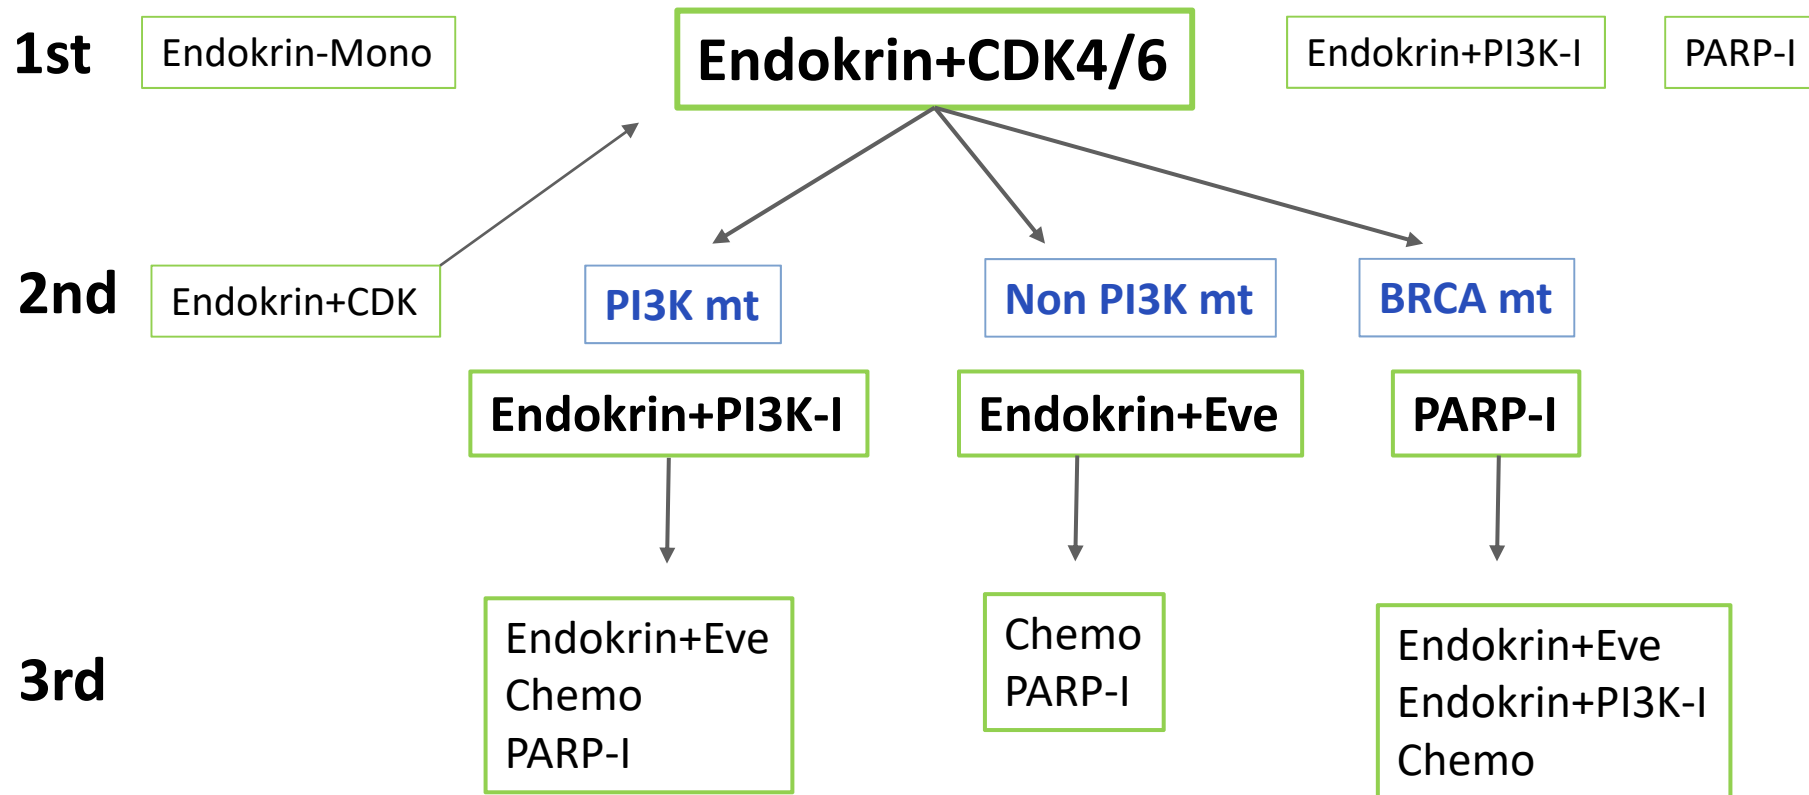 1st
Endokrin-Mono
Endokrin+CDK4/6
Endokrin+PI3K-I
PARP-I
2nd
Endokrin+CDK
PI3K mt
Non PI3K mt
BRCA mt
Endokrin+PI3K-I
Endokrin+Eve
PARP-I
3rd
Endokrin+Eve
Chemo
PARP-I
Chemo
PARP-I
Endokrin+Eve
Endokrin+PI3K-I
Chemo